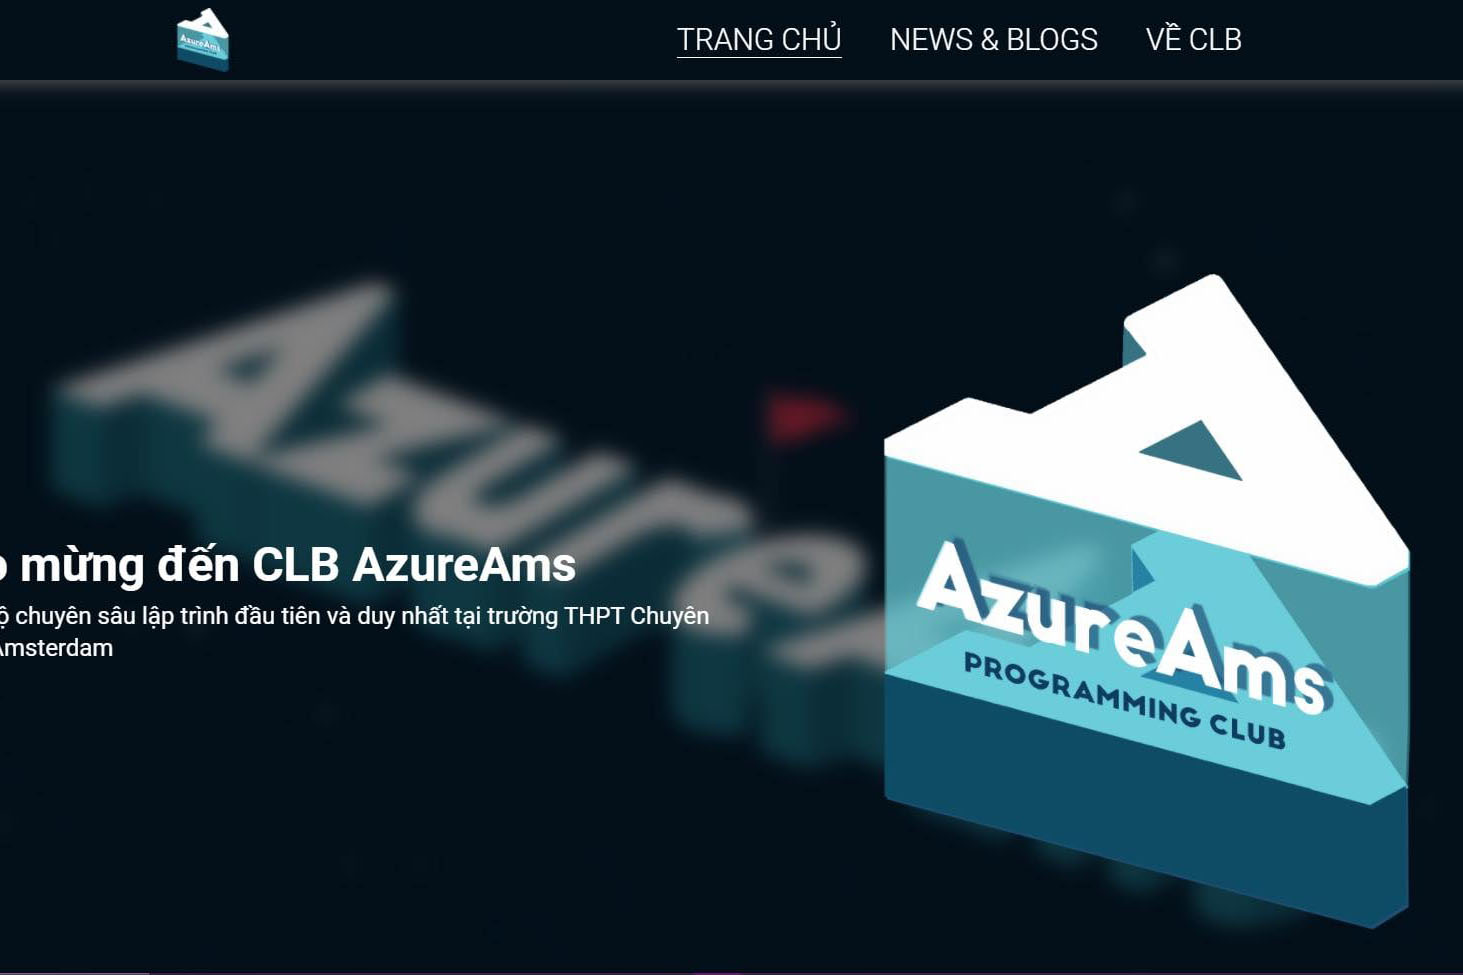 AzureAms
TRANG CHỦ
NEWS & BLOGS
VỀ CLB
Azure
mừng đến CLB AzureAms
chuyên sâu lập trình đầu tiên và duy nhất tại trường THPT Chuyên
Amsterdam
AzureAms
PROGRAMMING CLUB